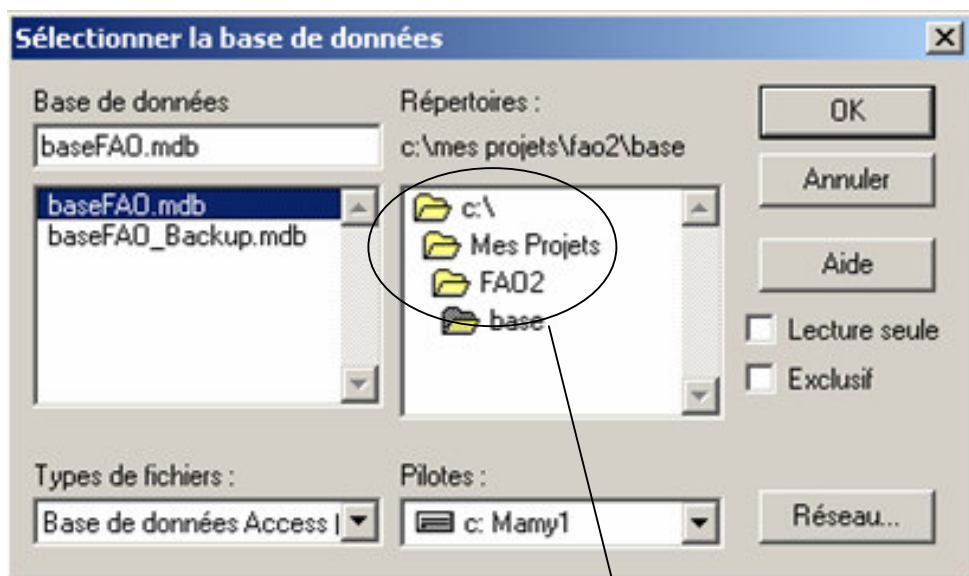 Sélectionner la base de données
Base de données
baseFAO.mdb
baseFAO.mdb
baseFAO_Backup.mdb
Répertoires :
c:\mes projets\fao2\base
c:\
Mes Projets
FAO2
base
OK
Annuler
Aide
Lecture seule
Exclusif
Types de fichiers :
Base de données Access
Pilotes :
c: Mamy1
Réseau...